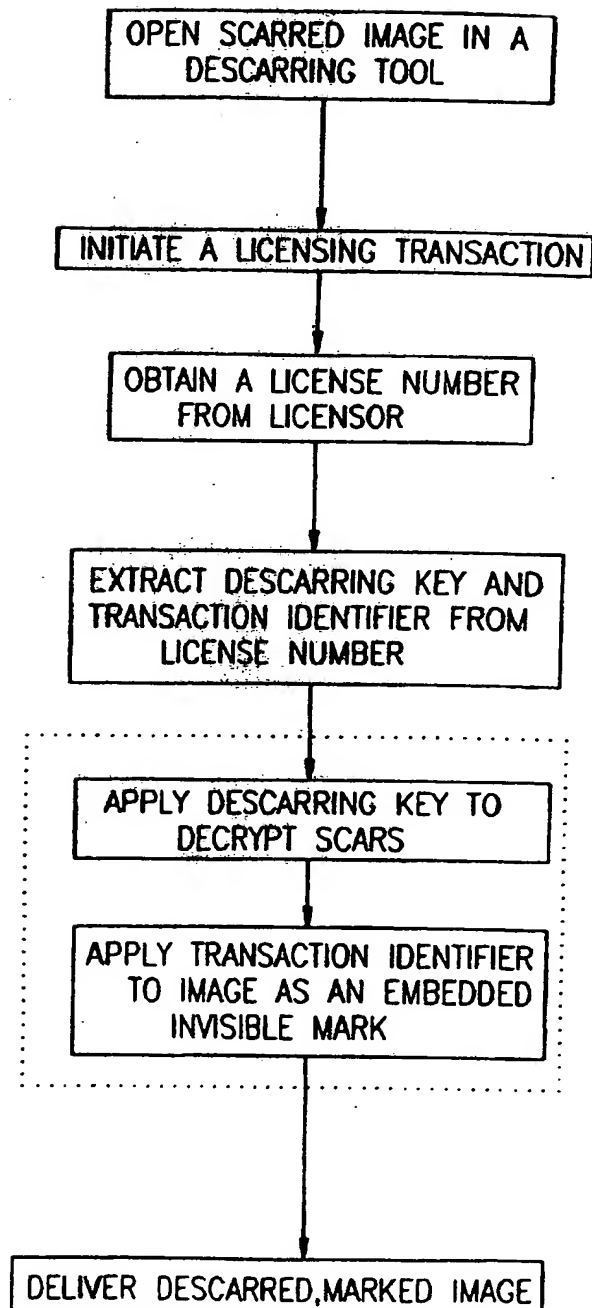 OPEN SCARRED IMAGE IN A
DESCARRING TOOL
INITIATE A LICENSING TRANSACTION
OBTAIN A LICENSE NUMBER
FROM LICENSOR
EXTRACT DESCARRING KEY AND
TRANSACTION IDENTIFIER FROM
LICENSE NUMBER
APPLY DESCARRING KEY TO
DECRYPT SCARS
APPLY TRANSACTION IDENTIFIER
TO IMAGE AS AN EMBEDDED
INVISIBLE MARK
DELIVER DESCARRED,MARKED IMAGE